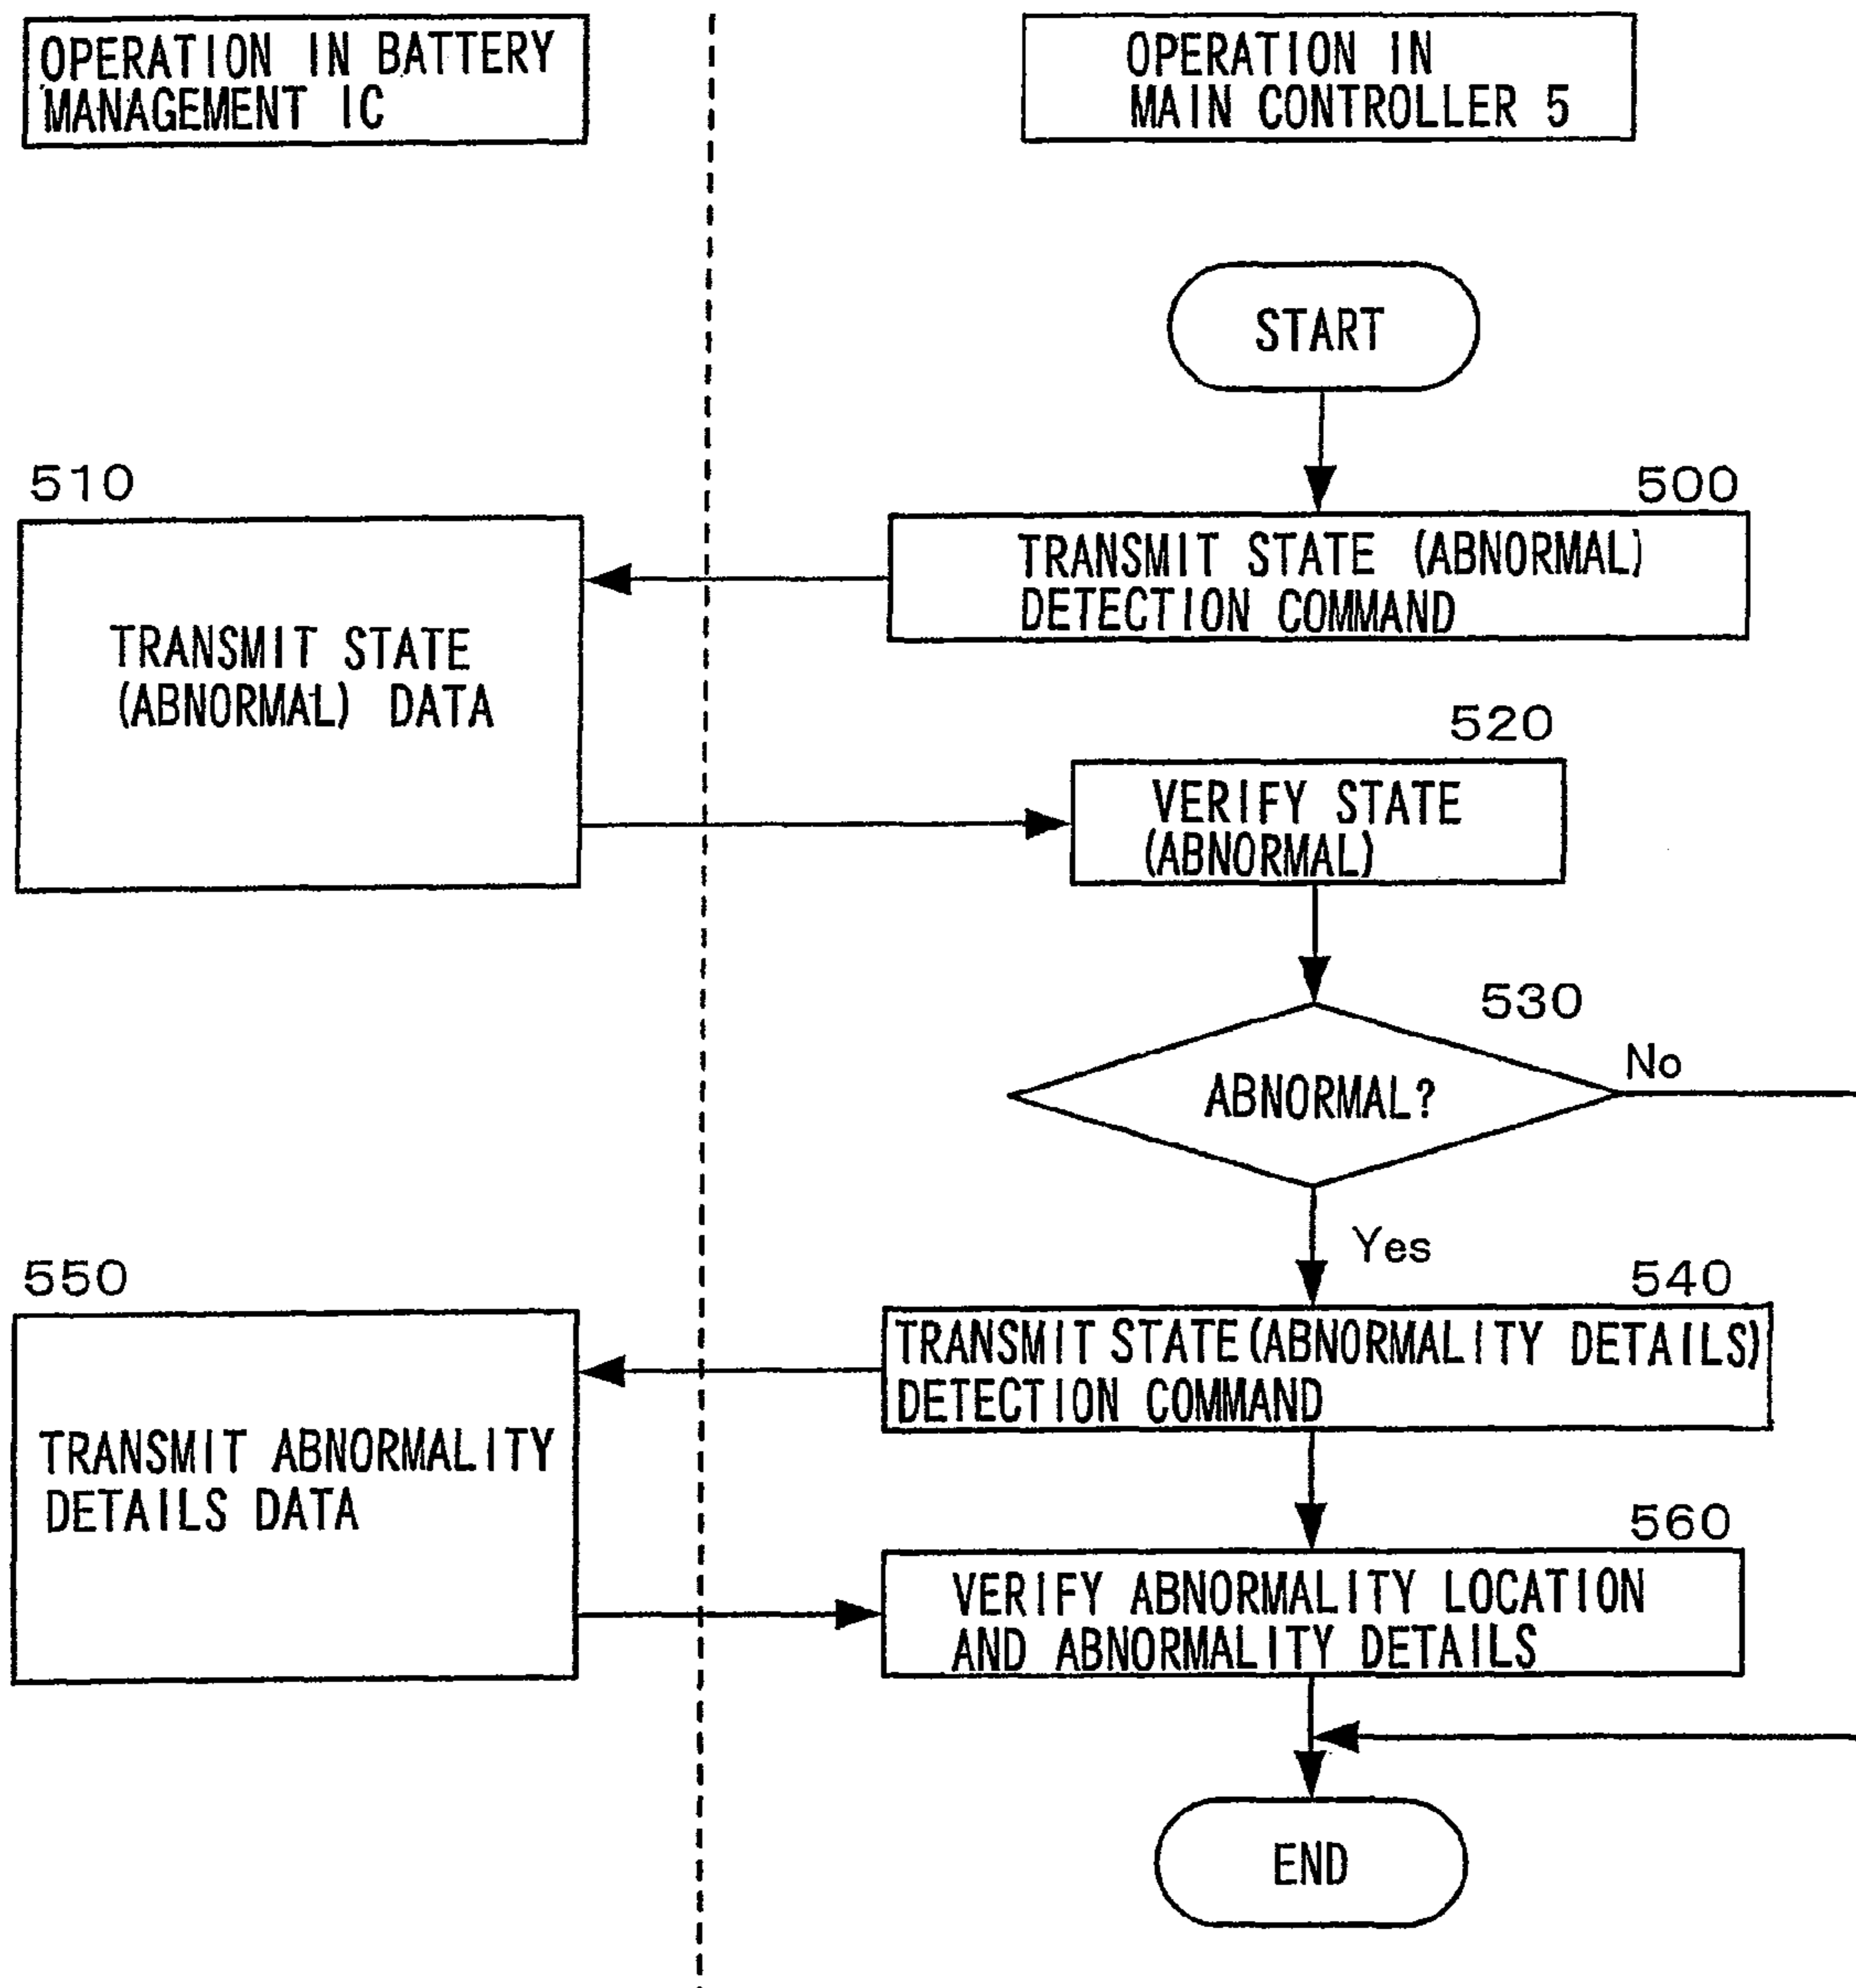 OPERATION IN BATTERY
MANAGEMENT IC
OPERATION IN
MAIN CONTROLLER 5
START
500
TRANSMIT STATE (ABNORMAL)
DETECTION COMMAND
510
TRANSMIT STATE
(ABNORMAL) DATA
520
VERIFY STATE
(ABNORMAL)
530
ABNORMAL?
No
Yes
540
TRANSMIT STATE (ABNORMALITY DETAILS)
DETECTION COMMAND
550
TRANSMIT ABNORMALITY
DETAILS DATA
560
VERIFY ABNORMALITY LOCATION
AND ABNORMALITY DETAILS
END